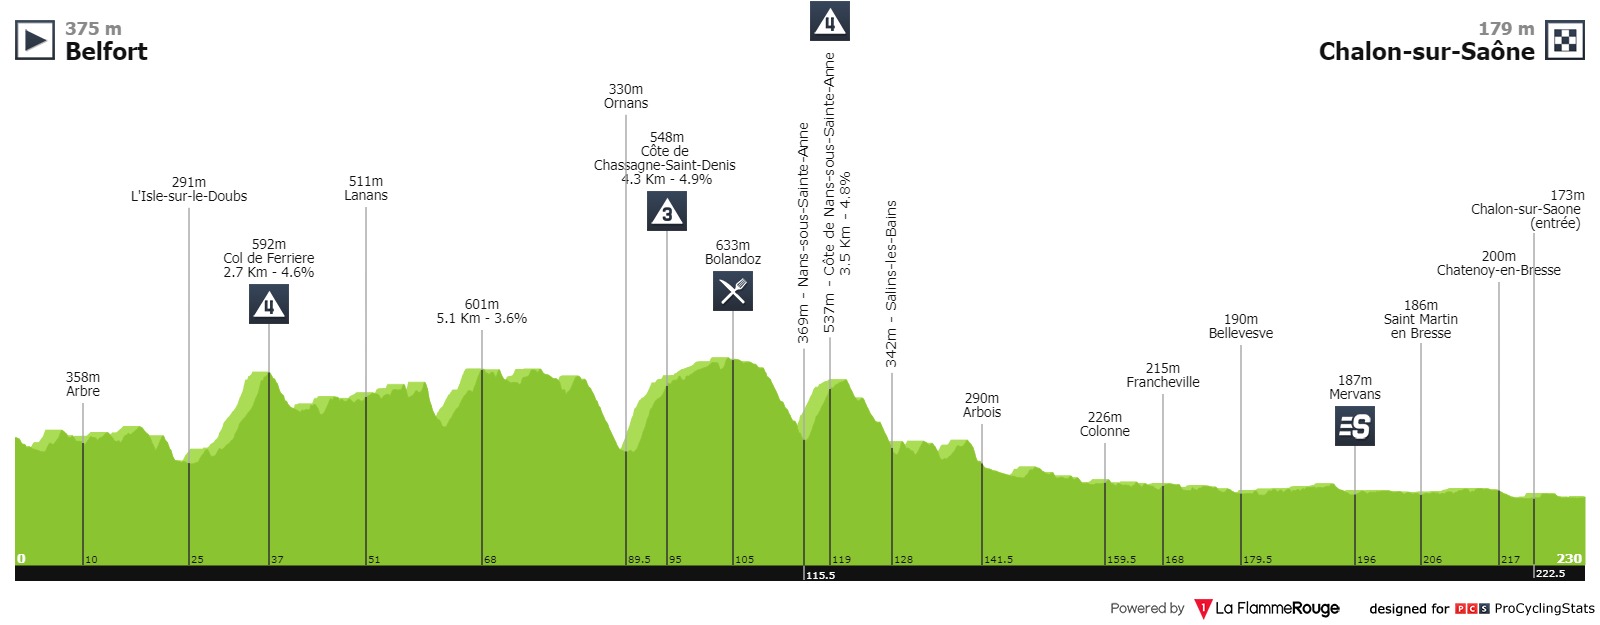 375 m
Belfort
179 m
Chalon-sur-Saône
358m
Arbre
291m
L'Isle-sur-le-Doubs
592m
Col de Ferriere
2.7 Km - 4.6%
4
511m
Lanans
601m
5.1 Km - 3.6%
330m
Ornans
548m
Côte de
Chassagne-Saint-Denis
4.3 Km - 4.9%
3
633m
Bolandoz
369m - Nans-sous-Sainte-Anne
4
537m - Côte de Nans-sous-Sainte-Anne
3.5 Km - 4.8%
342m - Salins-les-Bains
290m
Arbois
226m
Colonne
215m
Francheville
190m
Bellevesve
187m
Mervans
S
186m
Saint Martin
en Bresse
200m
Chatenoy-en-Bresse
173m
Chalon-sur-Saone
(entrée)
0
10
25
37
51
68
89.5
95
105
115.5
119
128
141.5
159.5
168
179.5
196
206
217
222.5
230
Powered by 1 La FlammeRouge
designed for PCS ProCyclingStats